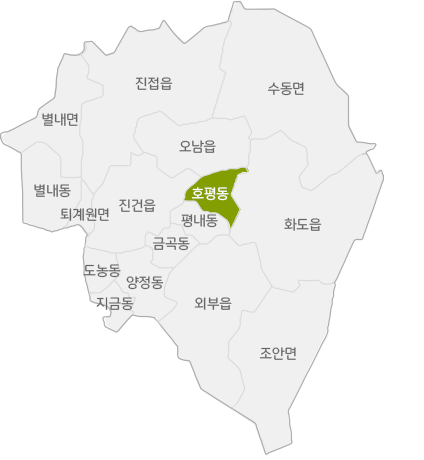 진접읍
수동면
별내면
오남읍
별내동
호평동
진건읍
퇴계원면
평내동
화도읍
금곡동
도농동
양정동
지금동
외부읍
조안면